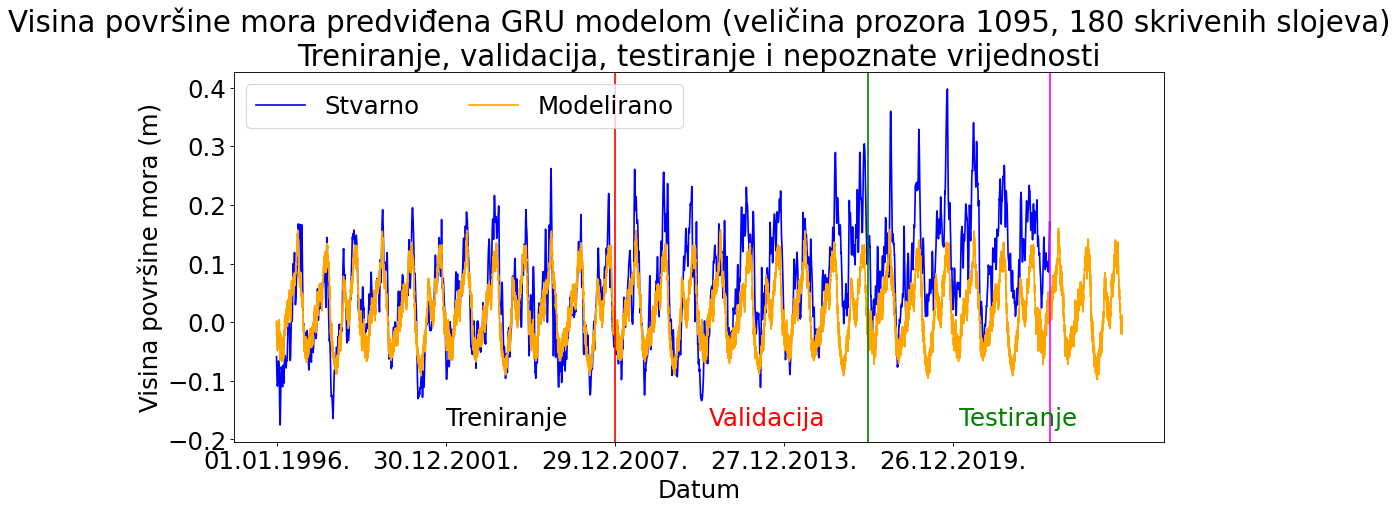 Visina površine mora predviđena GRU modelom (veličina prozora 1095, 180 skrivenih slojeva)
Treniranje, validacija, testiranje i nepoznate vrijednosti
Stvarno
Modelirano
Visina površine mora (m)
0.4
0.3
0.2
0.1
0.0
−0.1
−0.2
Treniranje
Validacija
Testiranje
01.01.1996.
30.12.2001.
29.12.2007.
27.12.2013.
26.12.2019.
Datum